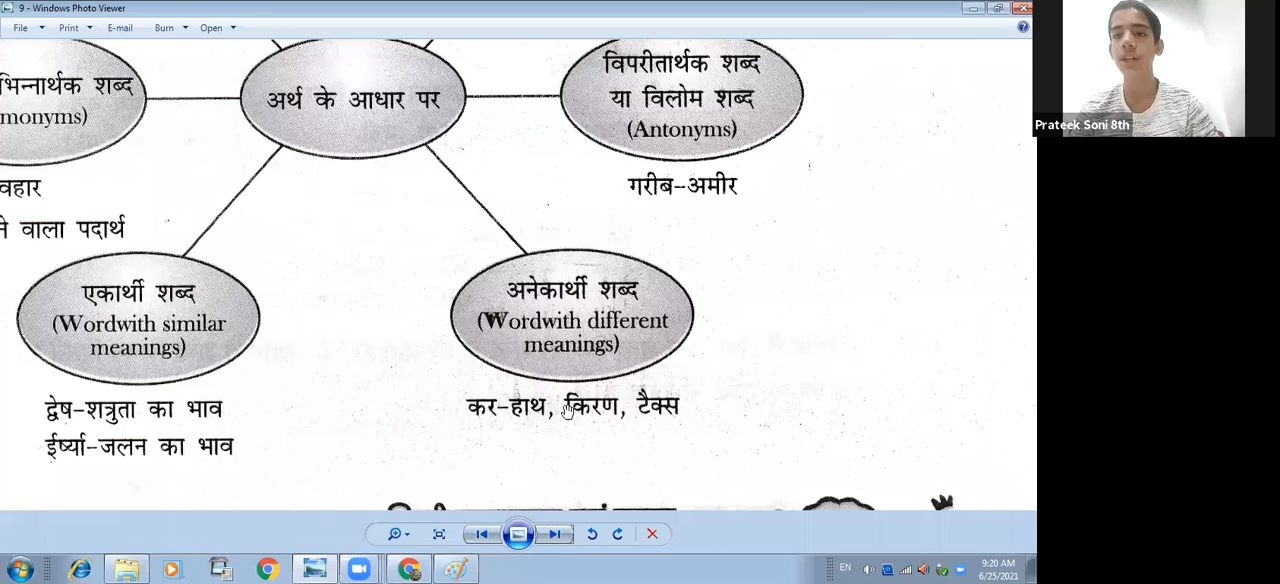 9 - Windows Photo Viewer
File Print E-mail Burn Open
Prateek Soni 8th
भिन्नार्थक शब्द
monyms)
वहार
ने वाला पदार्थ
अर्थ के आधार पर
विपरीतार्थक शब्द
या विलोम शब्द
(Antonyms)
गरीब-अमीर
एकार्थी शब्द
(Wordwith similar
meanings)
द्वेष-शत्रुता का भाव
ईर्ष्या-जलन का भाव
अनेकार्थी शब्द
(Wordwith different
meanings)
कर-हाथ, किरण, टैक्स
EN
9:20 AM
6/25/2021